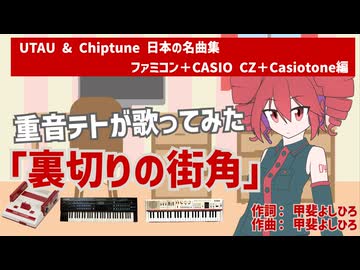 UTAU & Chiptune 日本の名曲集
ファミコン＋CASIO CZ＋Casiotone編
重音テトが歌ってみた
「裏切りの街角」
作詞： 甲斐よしひろ
作曲： 甲斐よしひろ